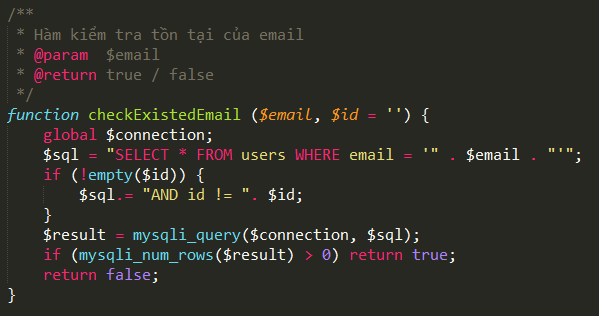 /**
 * Hàm kiểm tra tồn tại của email
 * @param  $email
 * @return true / false
 */
function checkExistedEmail ($email, $id = '') {
    global $connection;
    $sql = "SELECT * FROM users WHERE email = '" . $email . "'";
    if (!empty($id)) {
        $sql.= "AND id != ". $id;
    }
    $result = mysqli_query($connection, $sql);
    if (mysqli_num_rows($result) > 0) return true;
    return false;
}